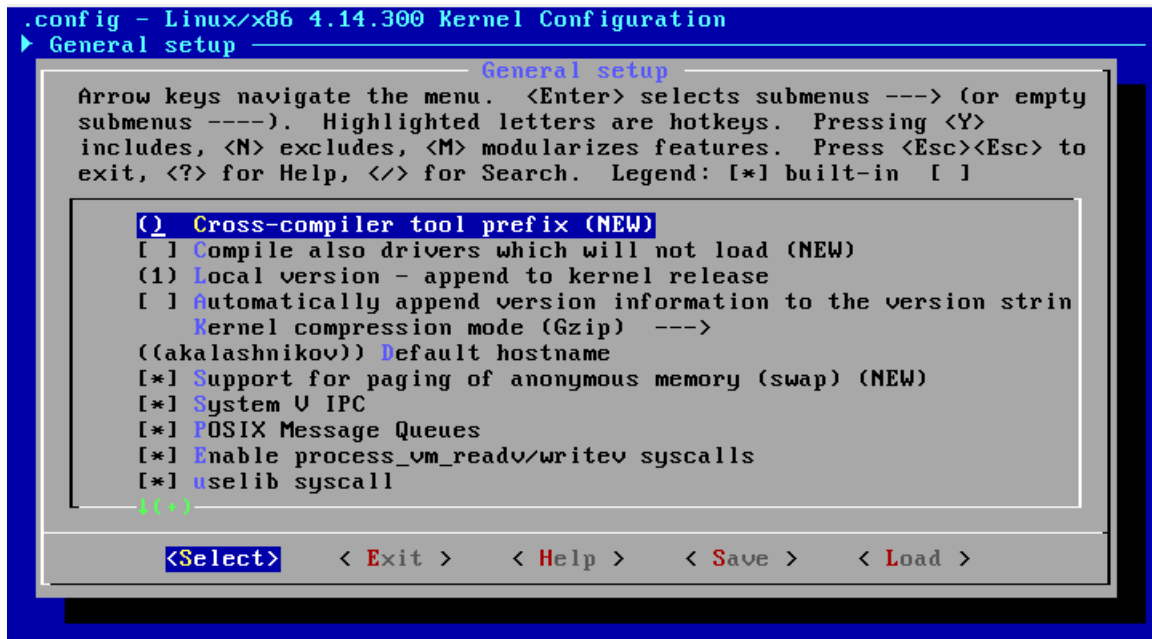 .config - Linux/x86 4.14.300 Kernel Configuration
▶ General setup
General setup
Arrow keys navigate the menu.  <Enter> selects submenus ---> (or empty
submenus ----).  Highlighted letters are hotkeys.  Pressing <Y>
includes, <N> excludes, <M> modularizes features.  Press <Esc><Esc> to
exit, <?> for Help, </> for Search.  Legend: [*] built-in  [ ]
()  Cross-compiler tool prefix (NEW)
[ ] Compile also drivers which will not load (NEW)
(1) Local version - append to kernel release
[ ] Automatically append version information to the version strin
Kernel compression mode (Gzip)  --->
((akalashnikov)) Default hostname
[*] Support for paging of anonymous memory (swap) (NEW)
[*] System V IPC
[*] POSIX Message Queues
[*] Enable process_vm_readv/writev syscalls
[*] uselib syscall
↓(+)
<Select>    < Exit >    < Help >    < Save >    < Load >